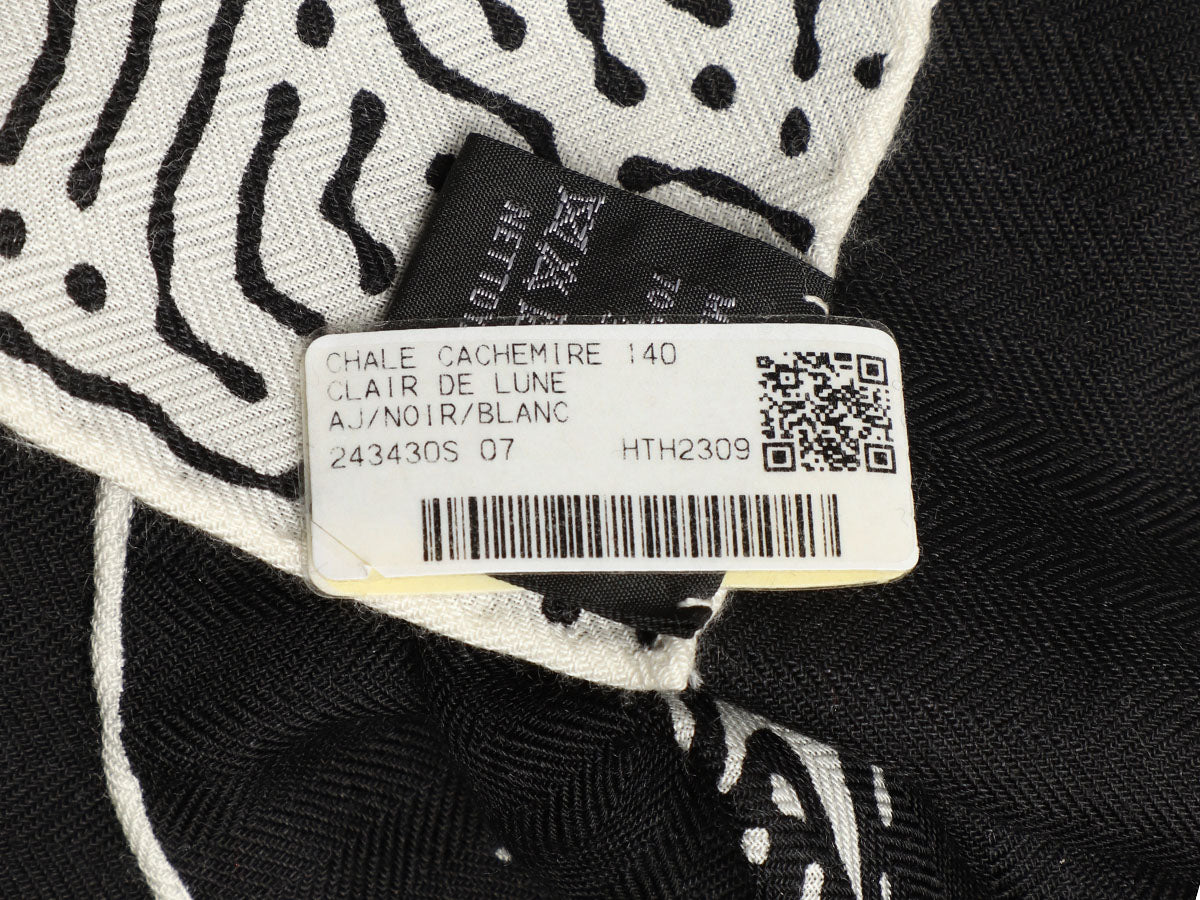 CHALE CACHEMIRE 140
CLAIR DE LUNE
AJ/NOIR/BLANC
243430S 07 HTH2309